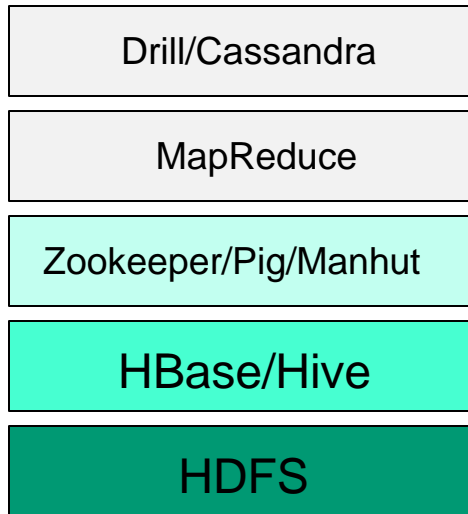 Drill/Cassandra
MapReduce
Zookeeper/Pig/Manhut
HBase/Hive
HDFS